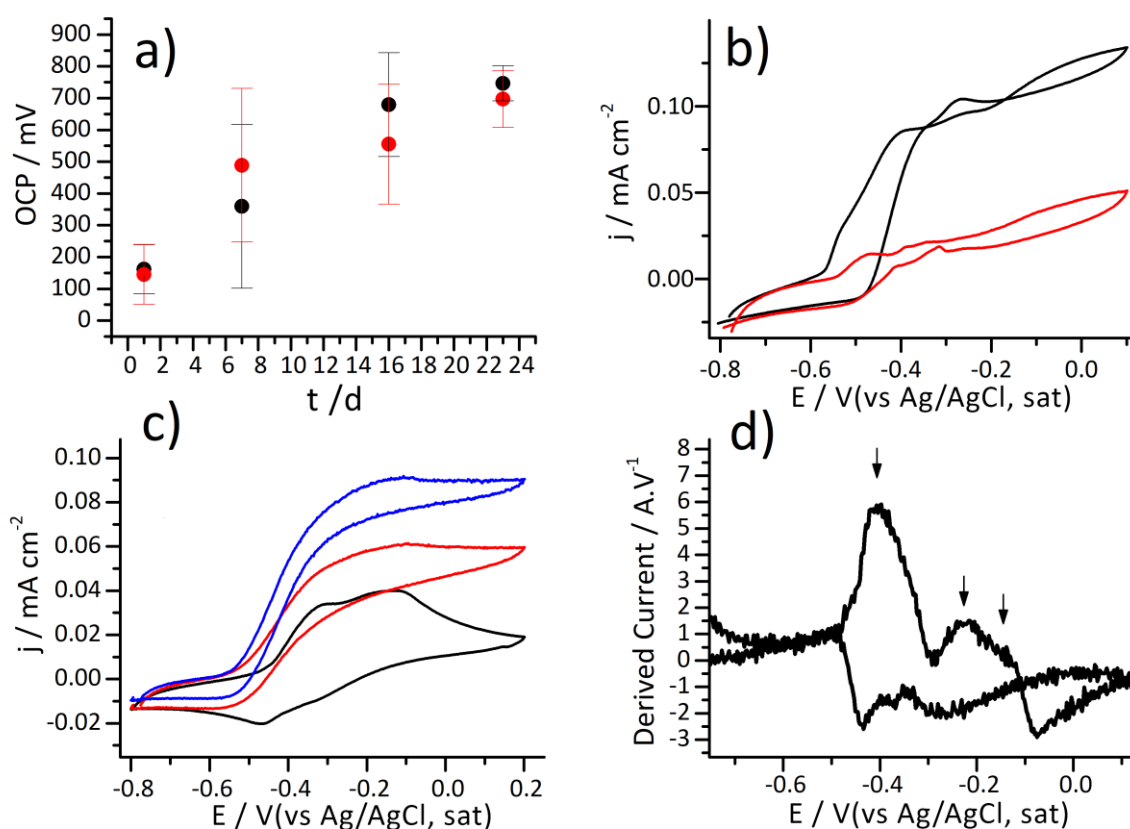 a)
900
800
700
600
500
400
300
200
100
0
OCP / mV
0 2 4 6 8 10 12 14 16 18 20 22 24
t /d
b)
0.10
0.05
0.00
j / mA cm⁻²
-0.8 -0.6 -0.4 -0.2 0.0
E / V(vs Ag/AgCl, sat)
c)
0.10
0.08
0.06
0.04
0.02
0.00
-0.02
j / mA cm⁻²
-0.8 -0.6 -0.4 -0.2 0.0 0.2
E / V(vs Ag/AgCl, sat)
d)
8
7
6
5
4
3
2
1
0
-1
-2
-3
Derived Current / A.V⁻¹
-0.6 -0.4 -0.2 0.0
E / V(vs Ag/AgCl, sat)